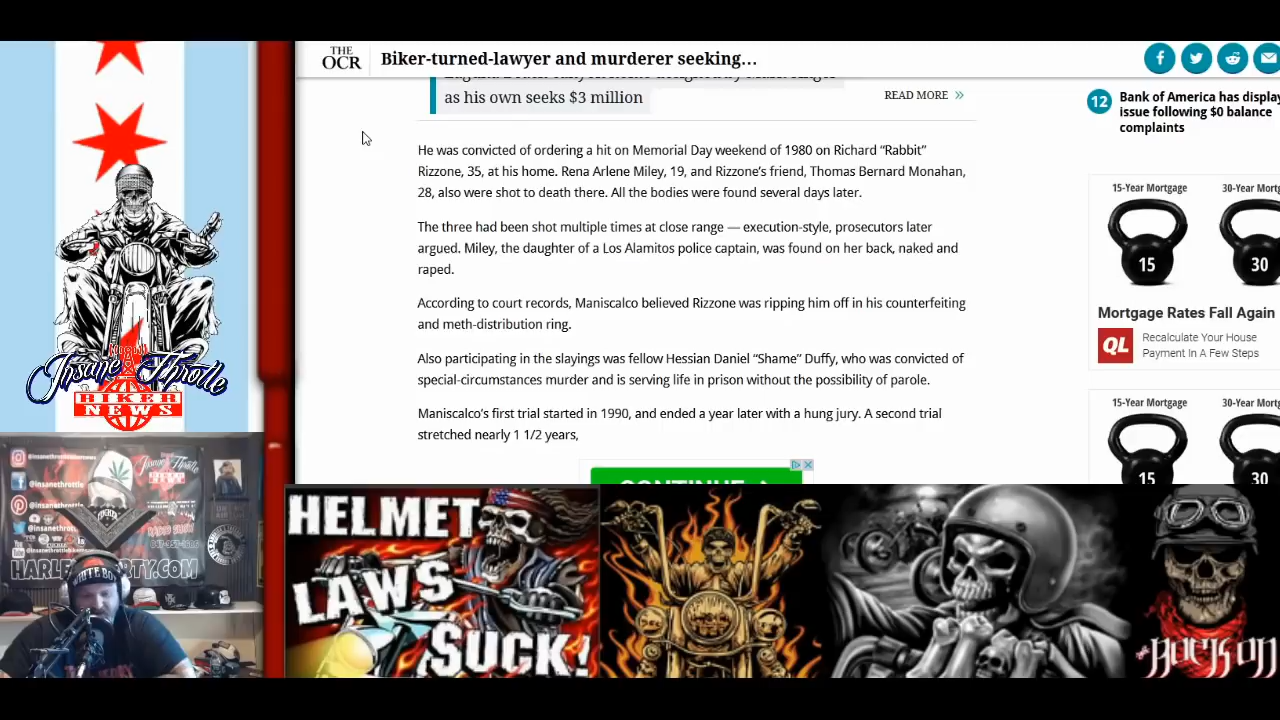 THE
OCR
Biker-turned-lawyer and murderer seeking...
as his own seeks $3 million
READ MORE »
12
Bank of America has display
issue following $0 balance
complaints
He was convicted of ordering a hit on Memorial Day weekend of 1980 on Richard “Rabbit”
Rizzone, 35, at his home. Rena Arlene Miley, 19, and Rizzone’s friend, Thomas Bernard Monahan,
28, also were shot to death there. All the bodies were found several days later.
The three had been shot multiple times at close range — execution-style, prosecutors later
argued. Miley, the daughter of a Los Alamitos police captain, was found on her back, naked and
raped.
According to court records, Maniscalco believed Rizzone was ripping him off in his counterfeiting
and meth-distribution ring.
Also participating in the slayings was fellow Hessian Daniel “Shame” Duffy, who was convicted of
special-circumstances murder and is serving life in prison without the possibility of parole.
Maniscalco’s first trial started in 1990, and ended a year later with a hung jury. A second trial
stretched nearly 1 1/2 years,
15-Year Mortgage
30-Year Mortg
15
30
Mortgage Rates Fall Again
QL
Recalculate Your House
Payment In A Few Steps
15-Year Mortgage
30-Year Mortg
15
30
CONTINUE
Insane Throttle
BIKER
NEWS
@insanethrottle
WHITE BO
HELMET
LAWS
SUCK!
ROCK ON